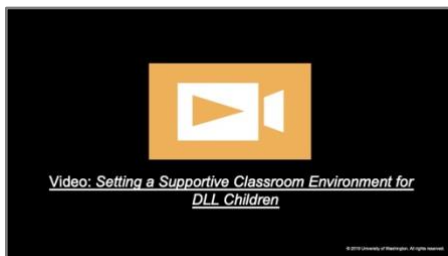 Video: Setting a Supportive Classroom Environment for
DLL Children
© 2019 University of Washington. All rights reserved.